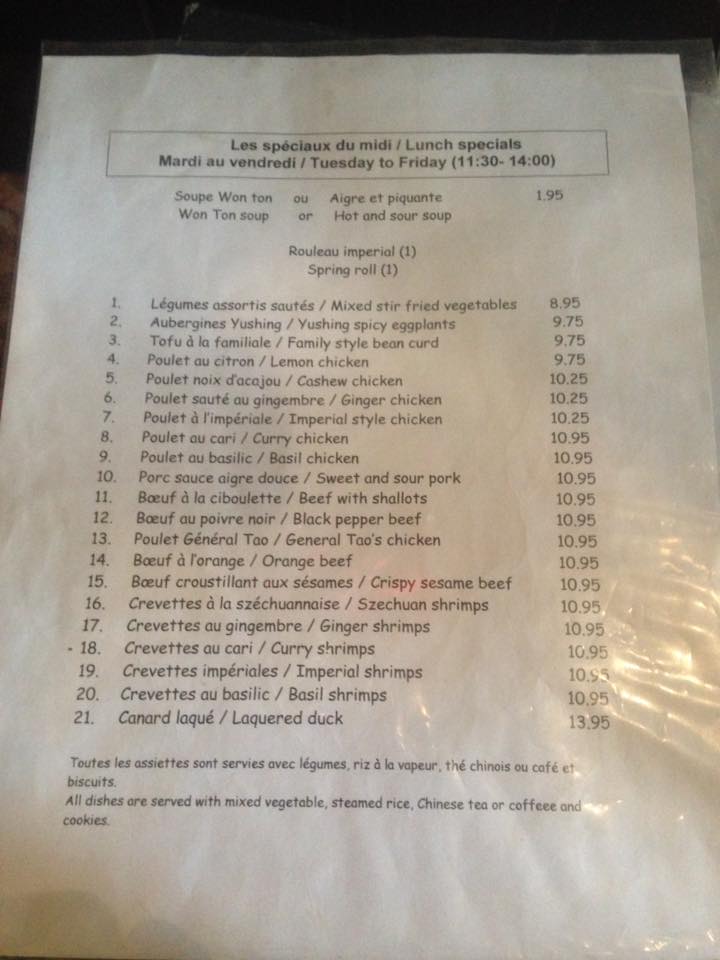 Les spéciaux du midi / Lunch specials
Mardi au vendredi / Tuesday to Friday (11:30- 14:00)
Soupe Won ton ou Aigre et piquante 1.95
Won Ton soup or Hot and sour soup
Rouleau imperial (1)
Spring roll (1)
1. Légumes assortis sautés / Mixed stir fried vegetables 8.95
2. Aubergines Yushing / Yushing spicy eggplants 9.75
3. Tofu à la familiale / Family style bean curd 9.75
4. Poulet au citron / Lemon chicken 9.75
5. Poulet noix d'acajou / Cashew chicken 10.25
6. Poulet sauté au gingembre / Ginger chicken 10.25
7. Poulet à l'impériale / Imperial style chicken 10.25
8. Poulet au cari / Curry chicken 10.95
9. Poulet au basilic / Basil chicken 10.95
10. Porc sauce aigre douce / Sweet and sour pork 10.95
11. Bœuf à la ciboulette / Beef with shallots 10.95
12. Bœuf au poivre noir / Black pepper beef 10.95
13. Poulet Général Tao / General Tao's chicken 10.95
14. Bœuf à l'orange / Orange beef 10.95
15. Bœuf croustillant aux sésames / Crispy sesame beef 10.95
16. Crevettes à la széchuannaise / Szechuan shrimps 10.95
17. Crevettes au gingembre / Ginger shrimps 10.95
- 18. Crevettes au cari / Curry shrimps 10.95
19. Crevettes impériales / Imperial shrimps 10.95
20. Crevettes au basilic / Basil shrimps 10.95
21. Canard laqué / Laquered duck 13.95
Toutes les assiettes sont servies avec légumes, riz à la vapeur, thé chinois ou café et
biscuits.
All dishes are served with mixed vegetable, steamed rice, Chinese tea or coffeee and
cookies.